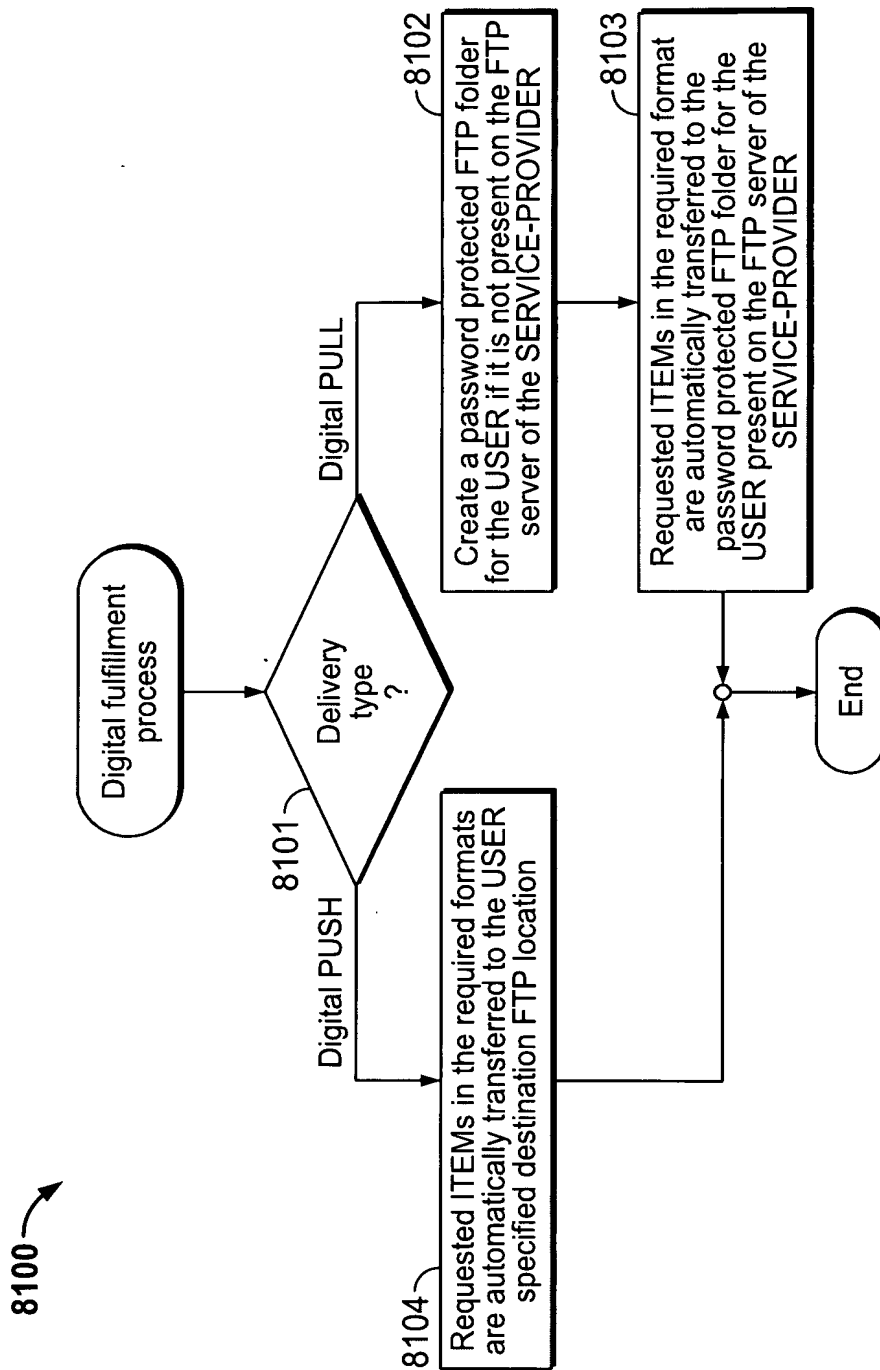 8100
Digital fulfillment
process
8101
Delivery
type
?
Digital PUSH
Digital PULL
8104
Requested ITEMs in the required formats
are automatically transferred to the USER
specified destination FTP location
8102
Create a password protected FTP folder
for the USER if it is not present on the FTP
server of the SERVICE-PROVIDER
8103
Requested ITEMs in the required format
are automatically transferred to the
password protected FTP folder for the
USER present on the FTP server of the
SERVICE-PROVIDER
End